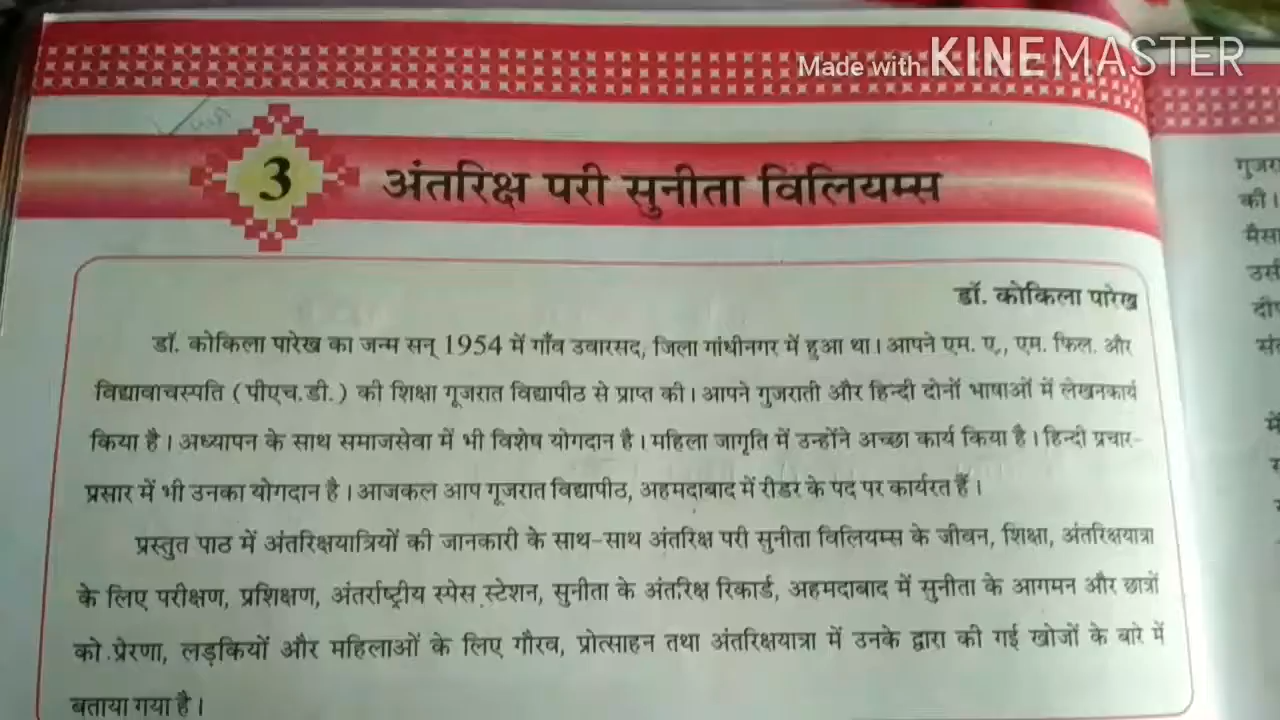 Made with KINEMASTER
3 अंतरिक्ष परी सुनीता विलियम्स
डॉ. कोकिला पारेख
डॉ. कोकिला पारेख का जन्म सन् 1954 में गाँव उवारसद, जिला गांधीनगर में हुआ था। आपने एम. ए., एम. फिल. और
विद्यावाचस्पति (पीएच.डी.) की शिक्षा गूजरात विद्यापीठ से प्राप्त की। आपने गुजराती और हिन्दी दोनों भाषाओं में लेखनकार्य
किया है। अध्यापन के साथ समाजसेवा में भी विशेष योगदान है। महिला जागृति में उन्होंने अच्छा कार्य किया है। हिन्दी प्रचार-
प्रसार में भी उनका योगदान है। आजकल आप गूजरात विद्यापीठ, अहमदाबाद में रीडर के पद पर कार्यरत हैं।
प्रस्तुत पाठ में अंतरिक्षयात्रियों की जानकारी के साथ-साथ अंतरिक्ष परी सुनीता विलियम्स के जीवन, शिक्षा, अंतरिक्षयात्रा
के लिए परीक्षण, प्रशिक्षण, अंतर्राष्ट्रीय स्पेस स्टेशन, सुनीता के अंतरिक्ष रिकार्ड, अहमदाबाद में सुनीता के आगमन और छात्रों
को प्रेरणा, लड़कियों और महिलाओं के लिए गौरव, प्रोत्साहन तथा अंतरिक्षयात्रा में उनके द्वारा की गई खोजों के बारे में
बताया गया है।
की।